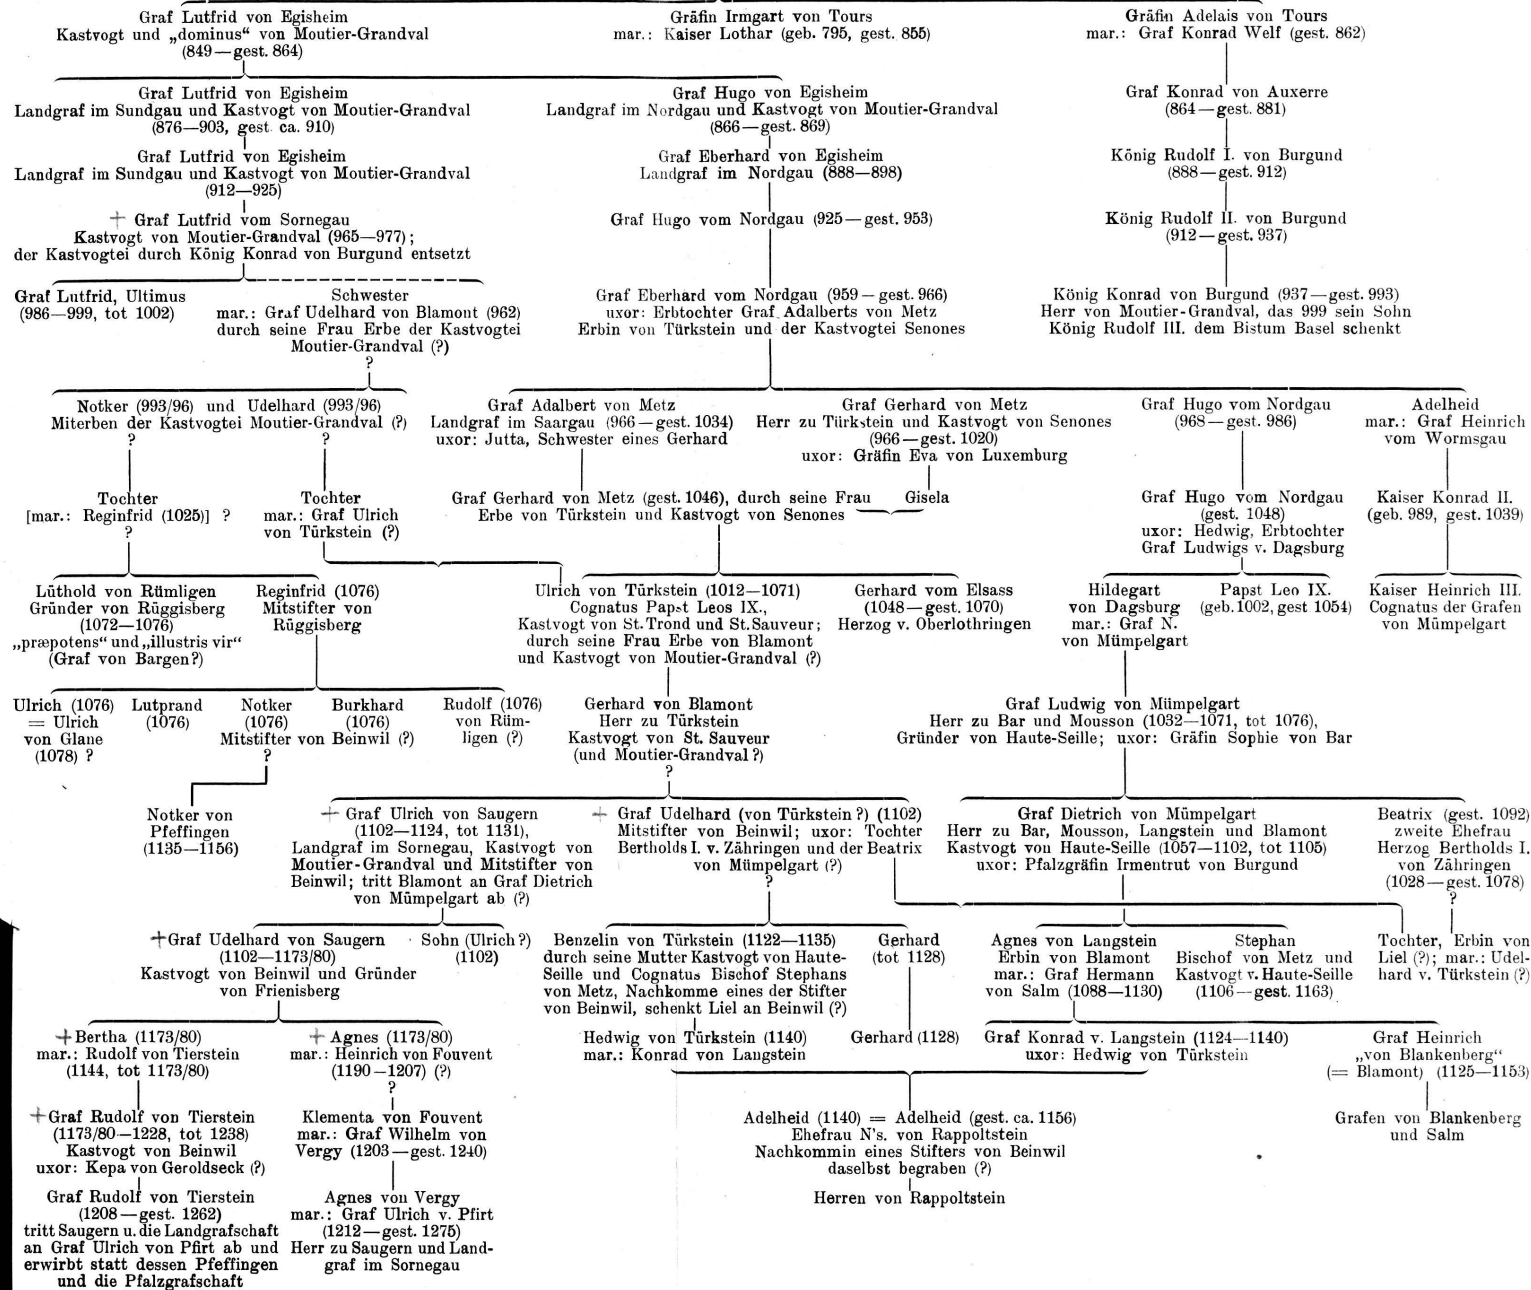 Graf Lutfrid von Egisheim
Kastvogt und „dominus“ von Moutier-Grandval
(849—gest. 864)
Gräfin Irmgart von Tours
mar.: Kaiser Lothar (geb. 795, gest. 855)
Gräfin Adelais von Tours
mar.: Graf Konrad Welf (gest. 862)
Graf Lutfrid von Egisheim
Landgraf im Sundgau und Kastvogt von Moutier-Grandval
(876—903, gest. ca. 910)
Graf Hugo von Egisheim
Landgraf im Nordgau und Kastvogt von Moutier-Grandval
(866—gest. 869)
Graf Konrad von Auxerre
(864—gest. 881)
Graf Lutfrid von Egisheim
Landgraf im Sundgau und Kastvogt von Moutier-Grandval
(912—925)
Graf Eberhard von Egisheim
Landgraf im Nordgau (888—898)
König Rudolf I. von Burgund
(888—gest. 912)
Graf Lutfrid vom Sornegau
Kastvogt von Moutier-Grandval (965—977);
der Kastvogtei durch König Konrad von Burgund entsetzt
Graf Hugo vom Nordgau (925—gest. 953)
König Rudolf II. von Burgund
(912—gest. 937)
Graf Lutfrid, Ultimus
(986—999, tot 1002)
Schwester
mar.: Graf Udelhard von Blamont (962)
durch seine Frau Erbe der Kastvogtei
Moutier-Grandval (?)
?
Graf Eberhard vom Nordgau (959—gest. 966)
uxor: Erbtochter Graf Adalberts von Metz
Erbin von Türkstein und der Kastvogtei Senones
König Konrad von Burgund (937—gest. 993)
Herr von Moutier-Grandval, das 999 sein Sohn
König Rudolf III. dem Bistum Basel schenkt
Notker (993/96) und Udelhard (993/96)
Miterben der Kastvogtei Moutier-Grandval (?)
? ?
Graf Adalbert von Metz
Landgraf im Saargau (966—gest. 1034)
uxor: Jutta, Schwester eines Gerhard
Graf Gerhard von Metz
Herr zu Türkstein und Kastvogt von Senones
(966—gest. 1020)
uxor: Gräfin Eva von Luxemburg
Graf Hugo vom Nordgau
(968—gest. 986)
Adelheid
mar.: Graf Heinrich
vom Wormsgau
Tochter
[mar.: Reginfrid (1025)] ?
?
Tochter
mar.: Graf Ulrich
von Türkstein (?)
Graf Gerhard von Metz (gest. 1046), durch seine Frau
Erbe von Türkstein und Kastvogt von Senones
Gisela
Graf Hugo vom Nordgau
(gest. 1048)
uxor: Hedwig, Erbtochter
Graf Ludwigs v. Dagsburg
Kaiser Konrad II.
(geb. 989, gest. 1039)
Lüthold von Rümligen
Gründer von Rüggisberg
(1072—1076)
„præpotens“ und „illustris vir“
(Graf von Bargen?)
Reginfrid (1076)
Mitstifter von
Rüggisberg
Ulrich von Türkstein (1012—1071)
Cognatus Papst Leos IX.,
Kastvogt von St. Trond und St. Sauveur;
durch seine Frau Erbe von Blamont
und Kastvogt von Moutier-Grandval (?)
Gerhard vom Elsass
(1048—gest. 1070)
Herzog v. Oberlothringen
Hildegart
von Dagsburg
mar.: Graf N.
von Mümpelgart
Papst Leo IX.
(geb. 1002, gest 1054)
Kaiser Heinrich III.
Cognatus der Grafen
von Mümpelgart
Ulrich (1076)
= Ulrich
von Glane
(1078) ?
Lutprand
(1076)
Notker
(1076)
Burkhard
(1076)
Mitstifter von Beinwil (?)
?
Rudolf (1076)
von Rüm-
ligen (?)
Gerhard von Blamont
Herr zu Türkstein
Kastvogt von St. Sauveur
(und Moutier-Grandval?)
?
Graf Ludwig von Mümpelgart
Herr zu Bar und Mousson (1032—1071, tot 1076),
Gründer von Haute-Seille; uxor: Gräfin Sophie von Bar
Notker von
Pfeffingen
(1135—1156)
Graf Ulrich von Saugern
(1102—1124, tot 1131),
Landgraf im Sornegau, Kastvogt von
Moutier-Grandval und Mitstifter von
Beinwil; tritt Blamont an Graf Dietrich
von Mümpelgart ab (?)
Graf Udelhard (von Türkstein?) (1102)
Mitstifter von Beinwil; uxor: Tochter
Bertholds I. v. Zähringen und der Beatrix
von Mümpelgart (?)
?
Graf Dietrich von Mümpelgart
Herr zu Bar, Mousson, Langstein und Blamont
Kastvogt von Haute-Seille (1057—1102, tot 1105)
uxor: Pfalzgräfin Irmentrut von Burgund
Beatrix (gest. 1092)
zweite Ehefrau
Herzog Bertholds I.
von Zähringen
(1028—gest. 1078)
?
Graf Udelhard von Saugern
(1102—1173/80)
Kastvogt von Beinwil und Gründer
von Frienisberg
Sohn (Ulrich?)
(1102)
Benzelin von Türkstein (1122—1135)
durch seine Mutter Kastvogt von Haute-
Seille und Cognatus Bischof Stephans
von Metz, Nachkomme eines der Stifter
von Beinwil, schenkt Liel an Beinwil (?)
Gerhard
(tot 1128)
Agnes von Langstein
Erbin von Blamont
mar.: Graf Hermann
von Salm (1088—1130)
Stephan
Bischof von Metz und
Kastvogt v. Haute-Seille
(1106—gest. 1163)
Tochter, Erbin von
Liel (?); mar.: Udel-
hard v. Türkstein (?)
Bertha (1173/80)
mar.: Rudolf von Tierstein
(1144, tot 1173/80)
Agnes (1173/80)
mar.: Heinrich von Fouvent
(1190—1207) (?)
?
Hedwig von Türkstein (1140)
mar.: Konrad von Langstein
Gerhard (1128)
Graf Konrad v. Langstein (1124—1140)
uxor: Hedwig von Türkstein
Graf Heinrich
„von Blankenberg“
(= Blamont) (1125—1153)
Graf Rudolf von Tierstein
(1173/80—1228, tot 1238)
Kastvogt von Beinwil
uxor: Kepa von Geroldseck (?)
Klementa von Fouvent
mar.: Graf Wilhelm von
Vergy (1203—gest. 1240)
Adelheid (1140) = Adelheid (gest. ca. 1156)
Ehefrau N's. von Rappoltstein
Nachkommin eines Stifters von Beinwil
daselbst begraben (?)
Grafen von Blankenberg
und Salm
Graf Rudolf von Tierstein
(1208—gest. 1262)
tritt Saugern u. die Landgrafschaft
an Graf Ulrich von Pfirt ab und
erwirbt statt dessen Pfeffingen
und die Pfalzgrafschaft
Agnes von Vergy
mar.: Graf Ulrich v. Pfirt
(1212—gest. 1275)
Herr zu Saugern und Land-
graf im Sornegau
Herren von Rappoltstein